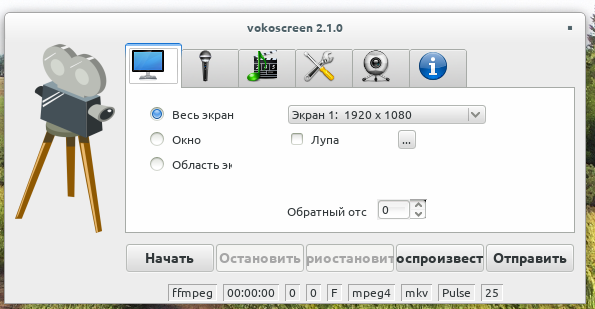 vokoscreen 2.1.0
Весь экран
Экран 1: 1920 x 1080
Окно
Лупа
...
Область эк
Обратный отс
0
Начать
Остановить
риостановит
оспроизвест
Отправить
ffmpeg 00:00:00 0 0 F mpeg4 mkv Pulse 25